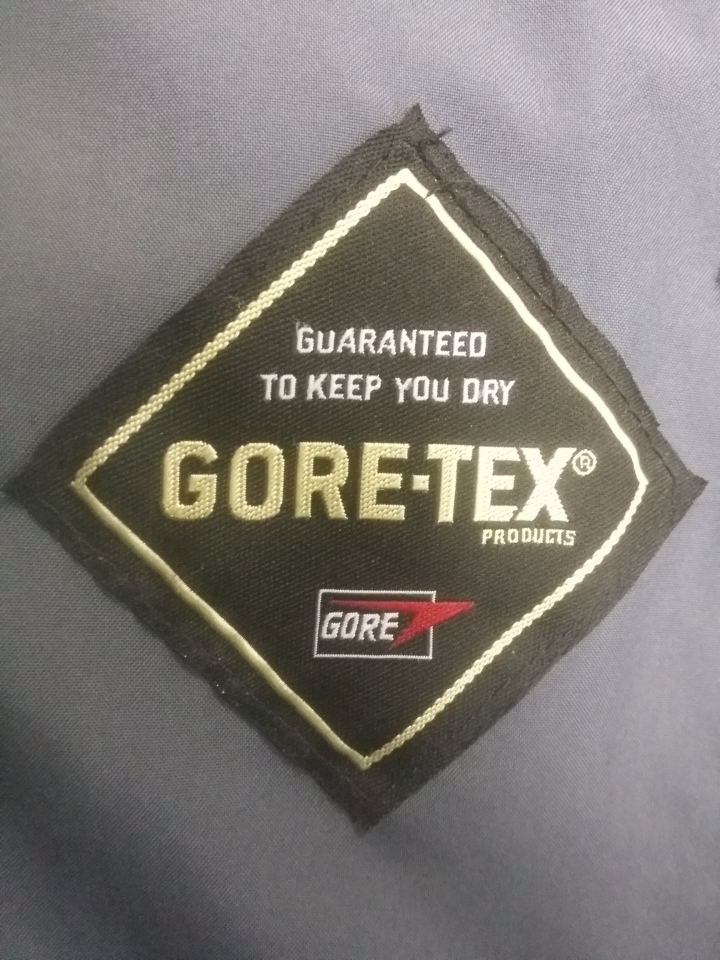 GUARANTEED
TO KEEP YOU DRY
GORE-TEX®
PRODUCTS
GORE